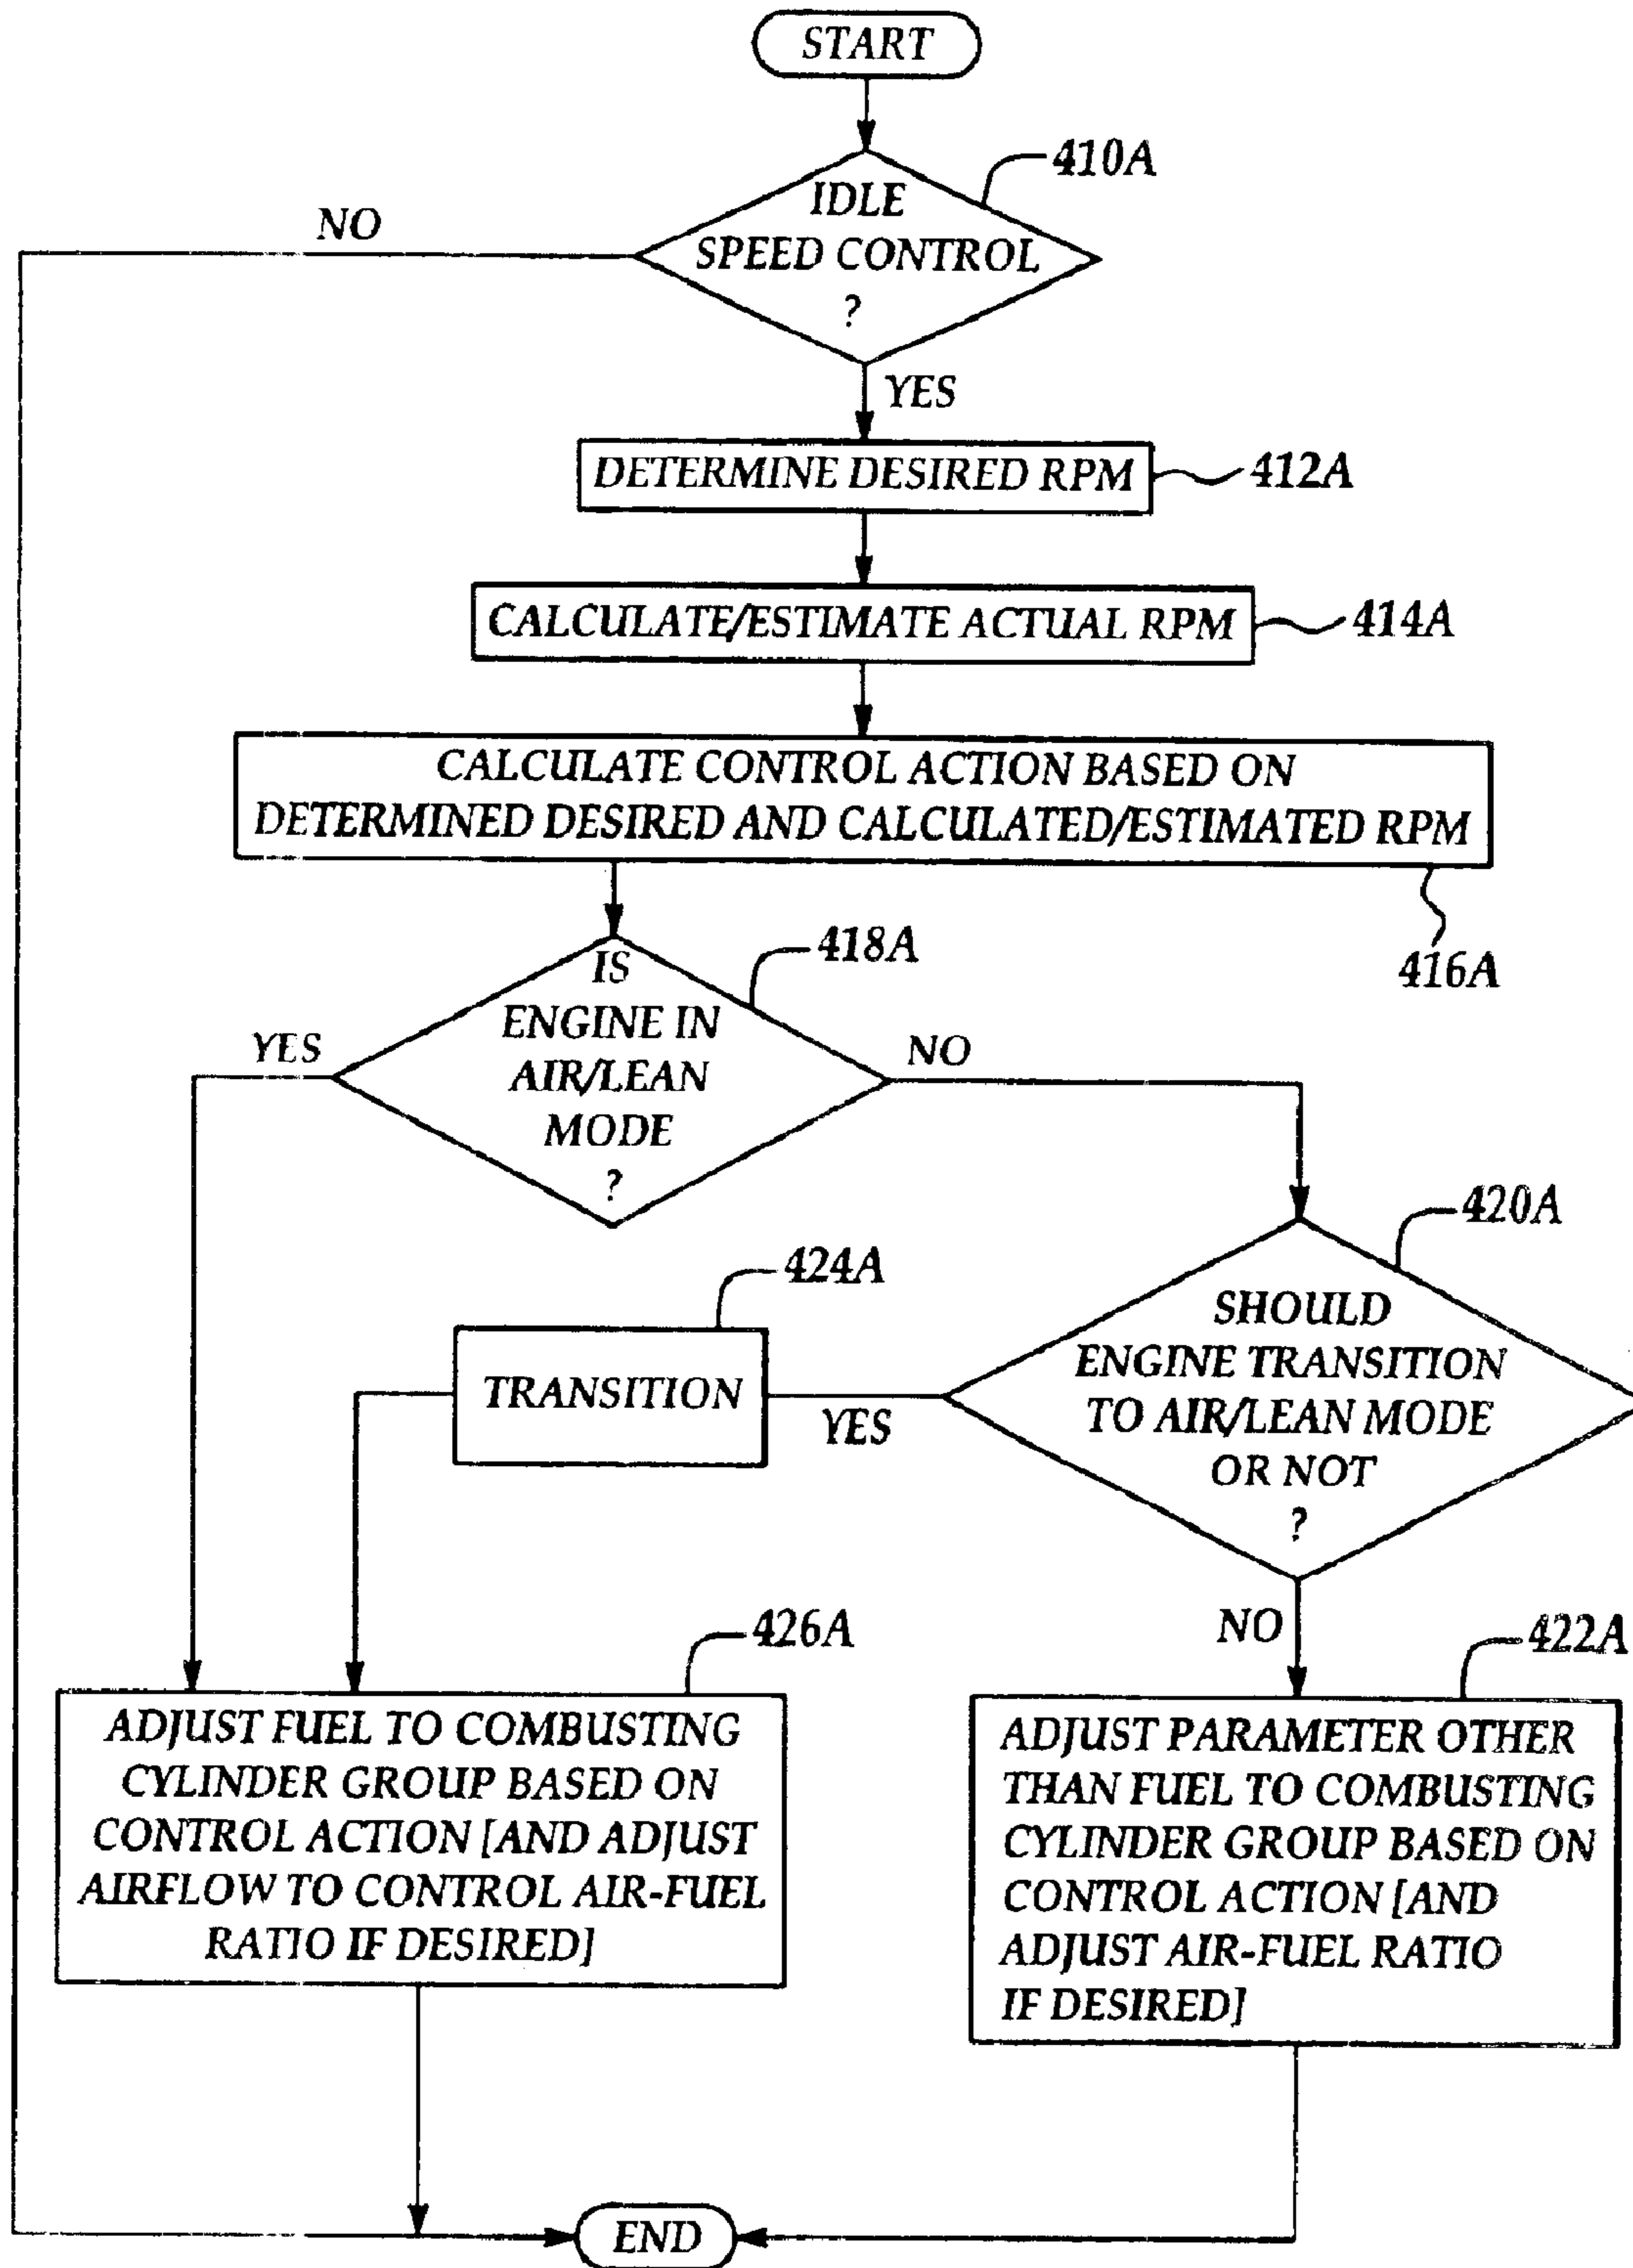 START
410A
IDLE
SPEED CONTROL
?
NO
YES
DETERMINE DESIRED RPM
412A
CALCULATE/ESTIMATE ACTUAL RPM
414A
CALCULATE CONTROL ACTION BASED ON
DETERMINED DESIRED AND CALCULATED/ESTIMATED RPM
416A
418A
IS
ENGINE IN
AIR/LEAN
MODE
?
YES
NO
420A
SHOULD
ENGINE TRANSITION
TO AIR/LEAN MODE
OR NOT
?
424A
TRANSITION
YES
NO
426A
ADJUST FUEL TO COMBUSTING
CYLINDER GROUP BASED ON
CONTROL ACTION [AND ADJUST
AIRFLOW TO CONTROL AIR-FUEL
RATIO IF DESIRED]
422A
ADJUST PARAMETER OTHER
THAN FUEL TO COMBUSTING
CYLINDER GROUP BASED ON
CONTROL ACTION [AND
ADJUST AIR-FUEL RATIO
IF DESIRED]
END